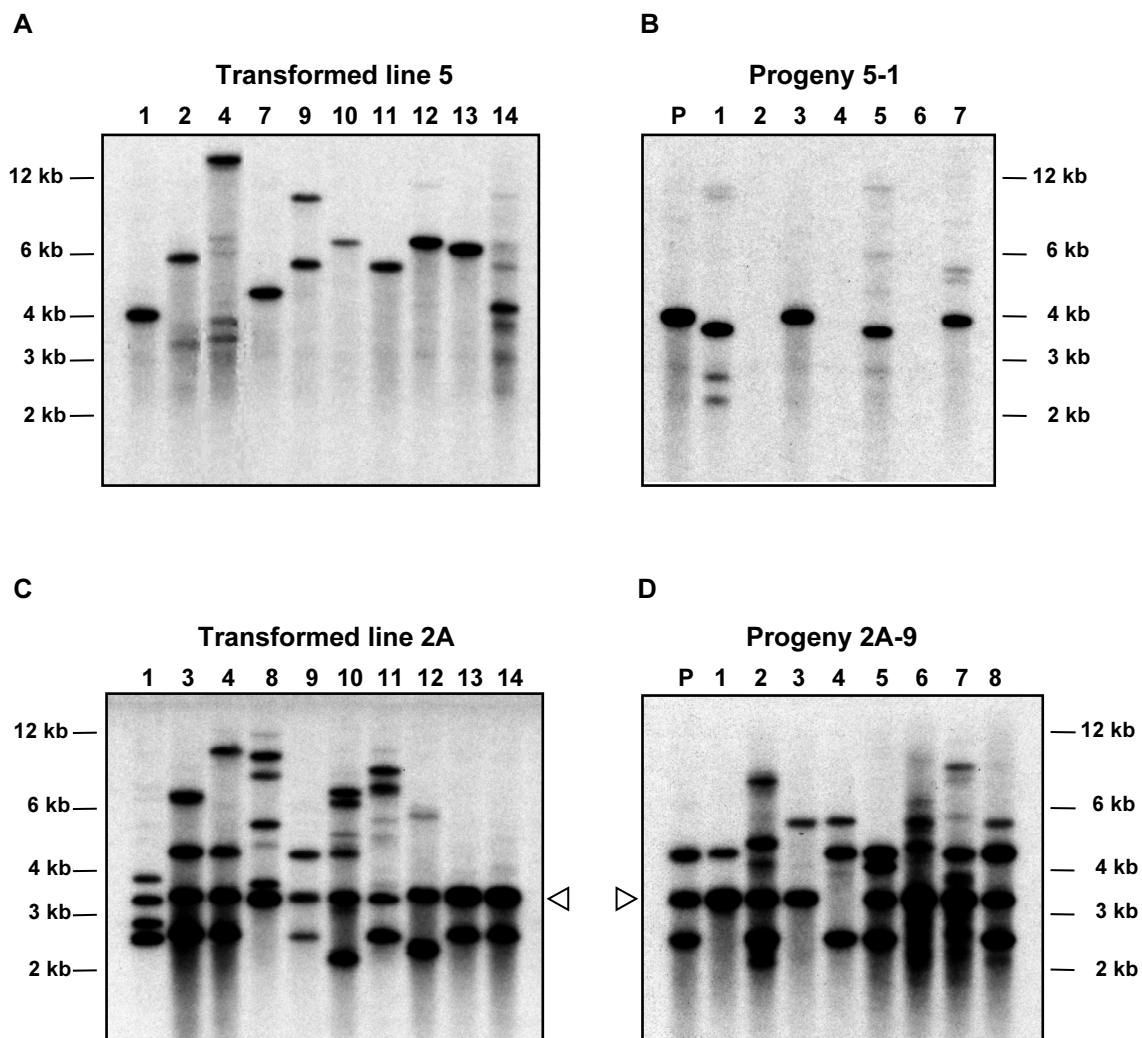 A
Transformed line 5
1 2 4 7 9 10 11 12 13 14
12 kb
6 kb
4 kb
3 kb
2 kb
B
Progeny 5-1
P 1 2 3 4 5 6 7
12 kb
6 kb
4 kb
3 kb
2 kb
C
Transformed line 2A
1 3 4 8 9 10 11 12 13 14
12 kb
6 kb
4 kb
3 kb
2 kb
D
Progeny 2A-9
P 1 2 3 4 5 6 7 8
12 kb
6 kb
4 kb
3 kb
2 kb